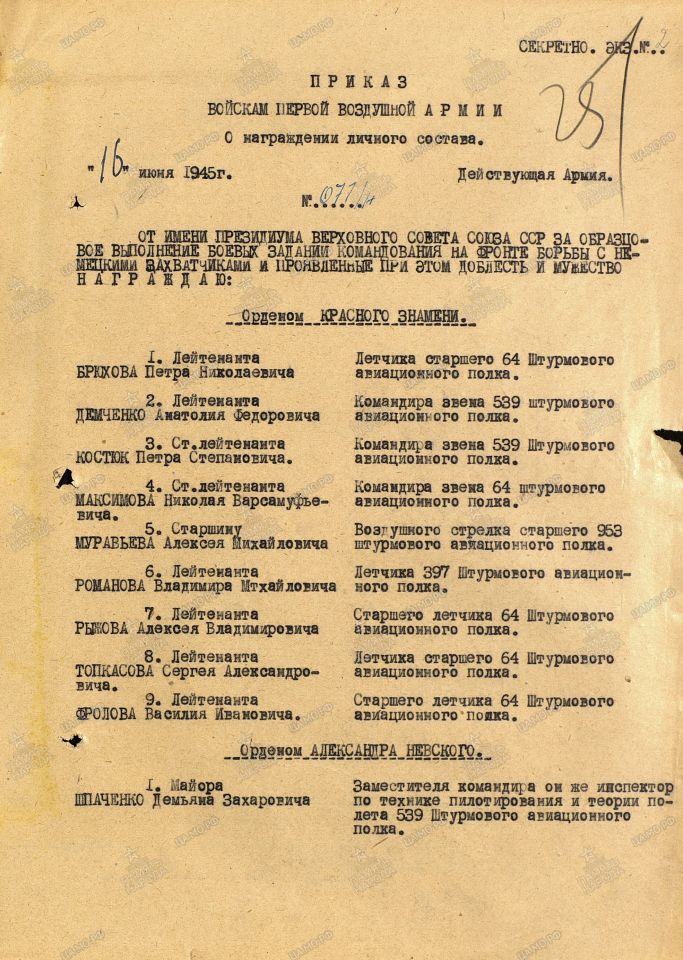 СЕКРЕТНО. ЭКЗ.№ 2
П Р И К А З
ВОЙСКАМ ПЕРВОЙ ВОЗДУШНОЙ А Р М И И
О награждении личного состава.
"16" июня 1945г. Действующая Армия.
№
ОТ ИМЕНИ ПРЕЗИДИУМА ВЕРХОВНОГО СОВЕТА СОЮЗА ССР ЗА ОБРАЗЦО-
ВОЕ ВЫПОЛНЕНИЕ БОЕВЫХ ЗАДАНИЙ КОМАНДОВАНИЯ НА ФРОНТЕ БОРЬБЫ С НЕ-
МЕЦКИМИ ЗАХВАТЧИКАМИ И ПРОЯВЛЕННЫЕ ПРИ ЭТОМ ДОБЛЕСТЬ И МУЖЕСТВО
Н А Г Р А Ж Д А Ю:
Орденом КРАСНОГО ЗНАМЕНИ.
1. Лейтенанта Летчика старшего 64 Штурмового
БРЮХОВА Петра Николаевича авиационного полка.
2. Лейтенанта Командира звена 539 штурмового
ДЕМЧЕНКО Анатолия Федоровича авиационного полка.
3. Ст.лейтенанта Командира звена 539 Штурмового
КОСТЮК Петра Степановича. авиационного полка.
4. Ст.лейтенанта Командира звена 64 штурмового
МАКСИМОВА Николая Варсамуфье- авиационного полка.
вича.
5. Старшину Воздушного стрелка старшего 953
МУРАВЬЕВА Алексея Михайловича штурмового авиационного полка.
6. Лейтенанта Летчика 397 Штурмового авиацион-
РОМАНОВА Владимира Мтхайловича ного полка.
7. Лейтенанта Старшего летчика 64 Штурмового
РЫЖОВА Алексея Владимировича авиационного полка.
8. Лейтенанта Летчика старшего 64 Штурмового
ТОПКАСОВА Сергея Александро- авиационного полка.
вича.
9. Лейтенанта Старшего летчика 64 Штурмового
ФРОЛОВА Василия Ивановича. авиационного полка.
Орденом АЛЕКСАНДРА НЕВСКОГО.
1. Майора Заместителя командира он же инспектор
ШПАЧЕНКО Демьяна Захаровича по технике пилотирования и теории по-
лета 539 Штурмового авиационного
полка.